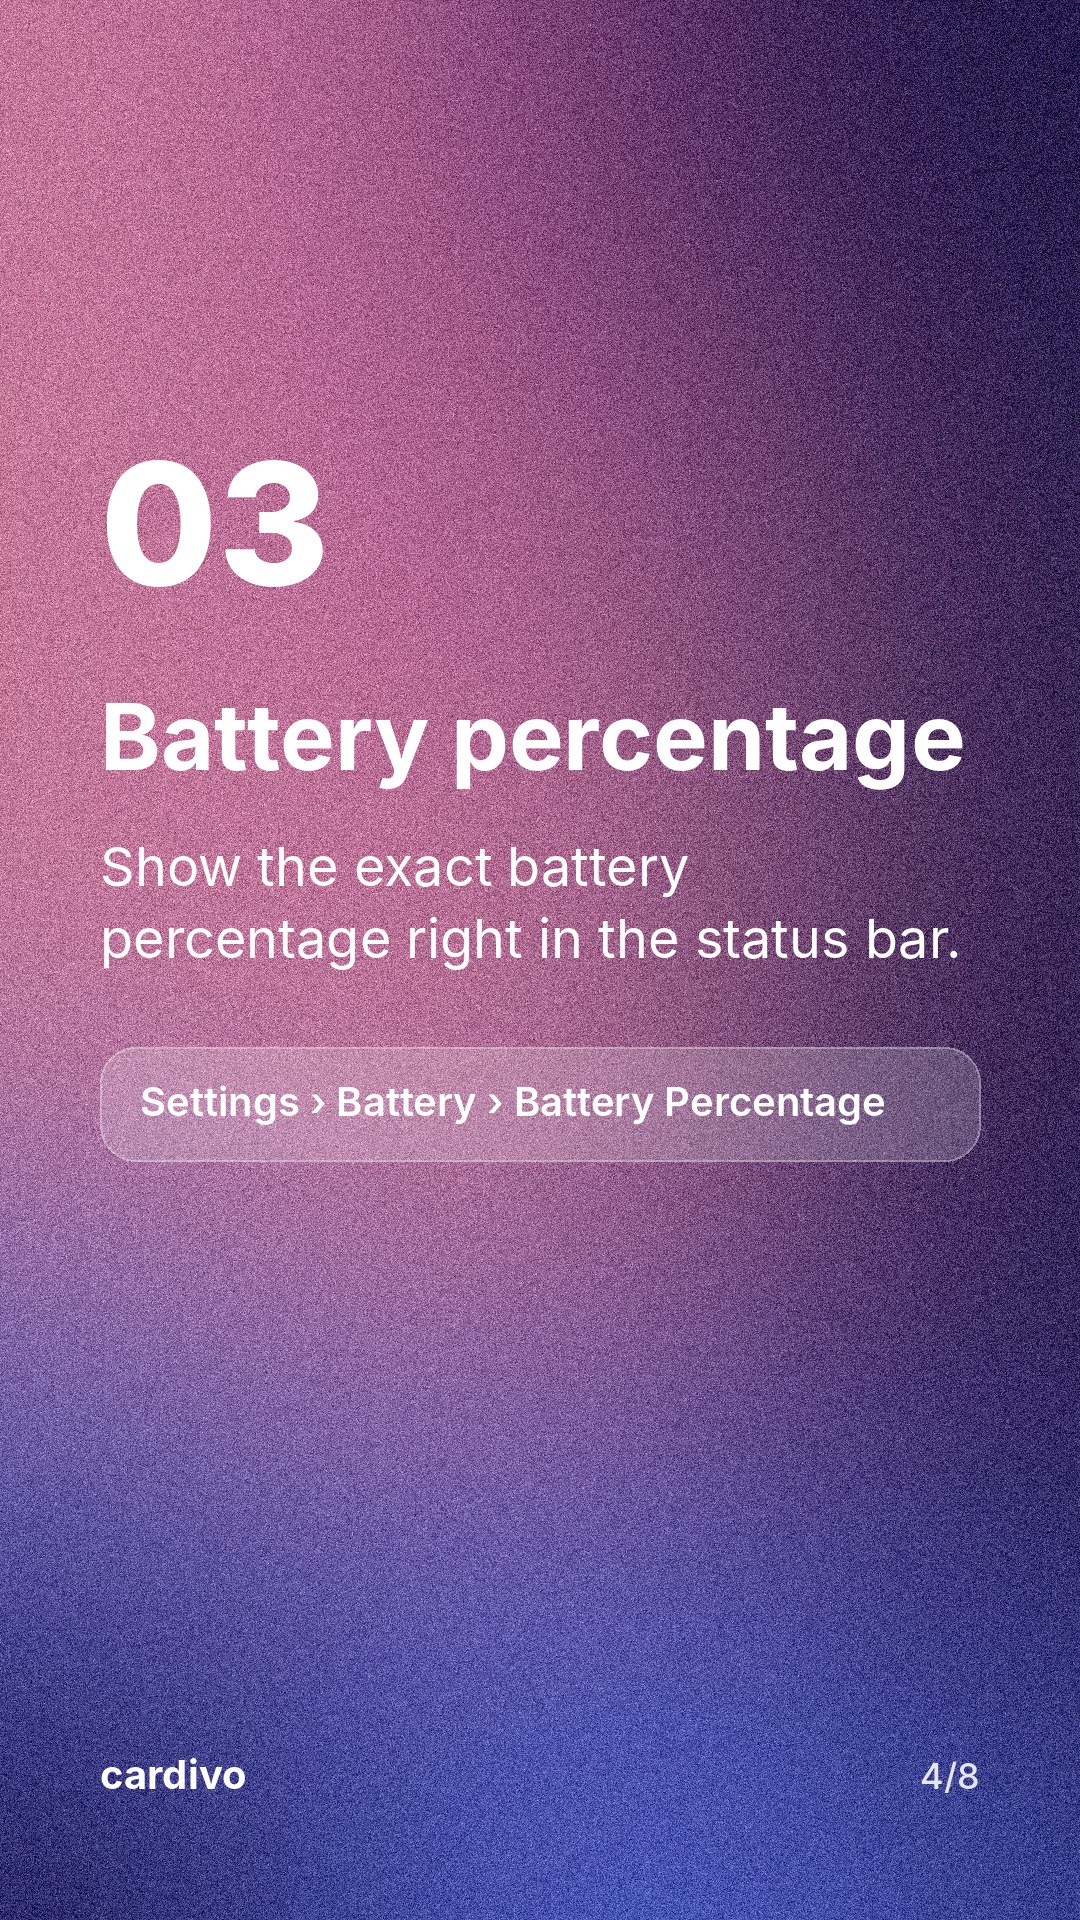 03
Battery percentage
Show the exact battery
percentage right in the status bar.
Settings › Battery › Battery Percentage
cardivo
4/8